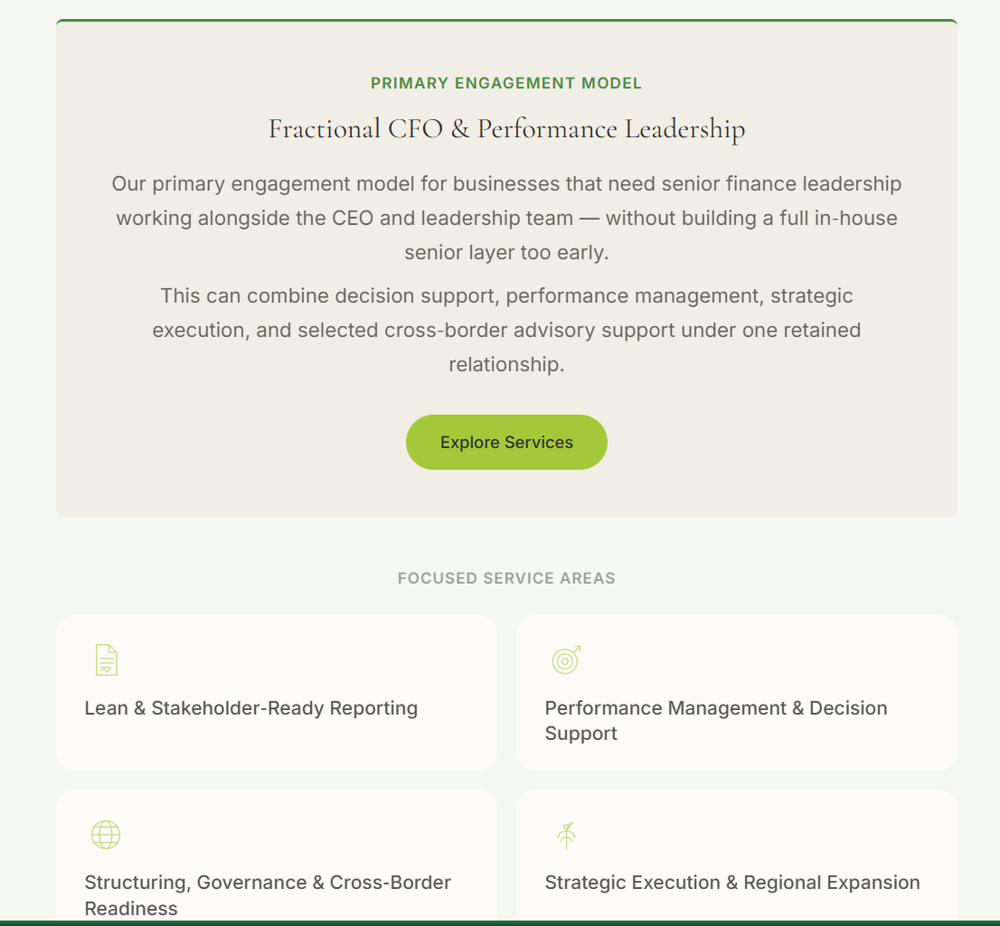 PRIMARY ENGAGEMENT MODEL
Fractional CFO & Performance Leadership
Our primary engagement model for businesses that need senior finance leadership
working alongside the CEO and leadership team — without building a full in-house
senior layer too early.
This can combine decision support, performance management, strategic
execution, and selected cross-border advisory support under one retained
relationship.
Explore Services
FOCUSED SERVICE AREAS
Lean & Stakeholder-Ready Reporting
Performance Management & Decision
Support
Structuring, Governance & Cross-Border
Readiness
Strategic Execution & Regional Expansion